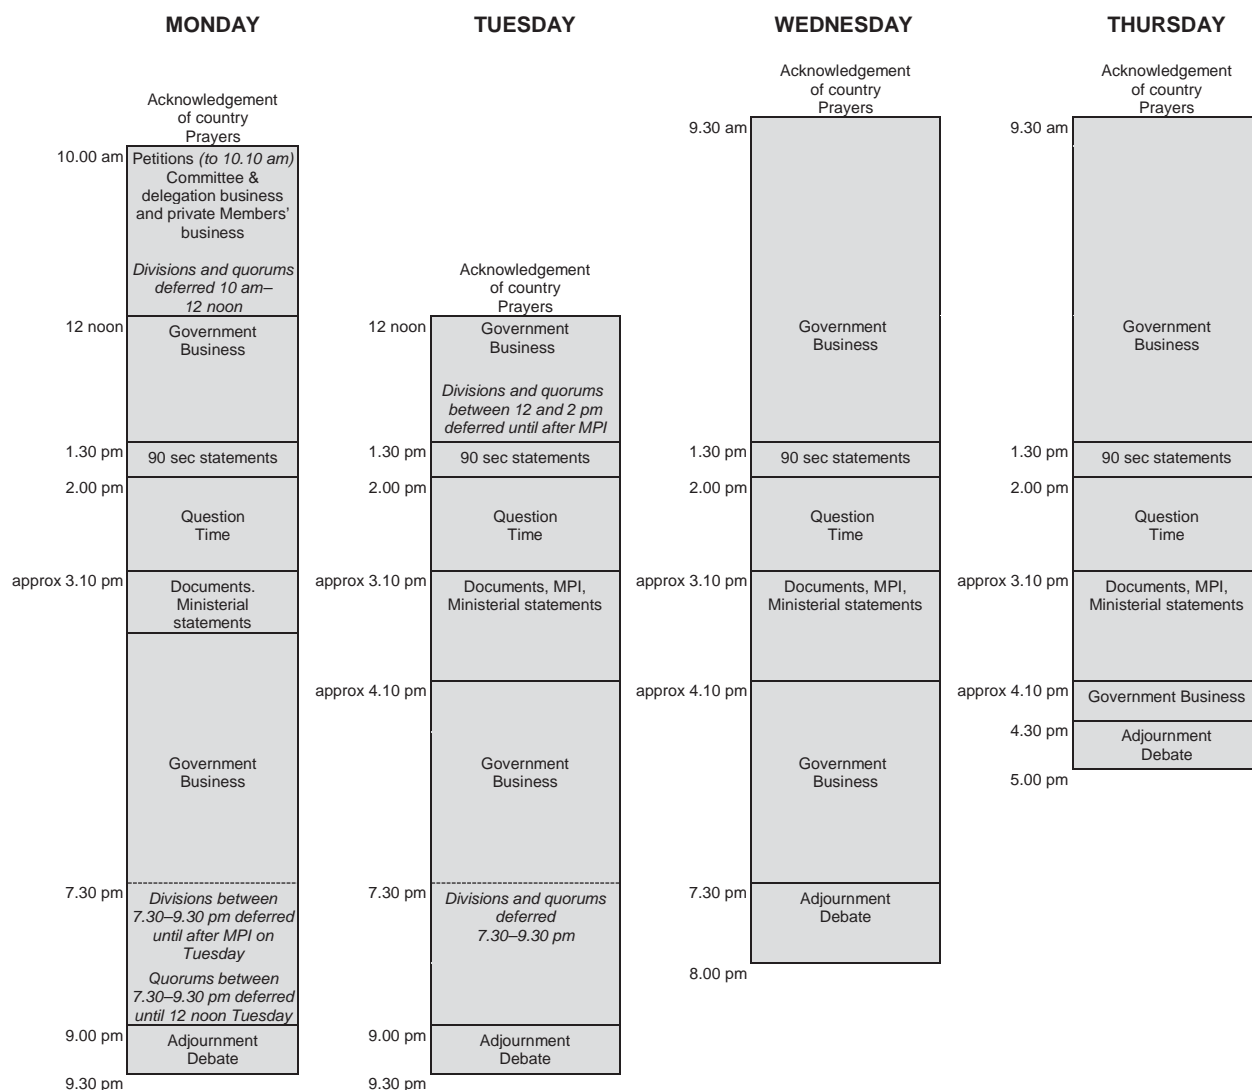 MONDAY
Acknowledgement
of country
Prayers
10.00 am
Petitions (to 10.10 am)
Committee &
delegation business
and private Members'
business
Divisions and quorums
deferred 10 am–
12 noon
12 noon
Government
Business
1.30 pm
90 sec statements
2.00 pm
Question
Time
approx 3.10 pm
Documents.
Ministerial
statements
Government
Business
7.30 pm
Divisions between
7.30–9.30 pm deferred
until after MPI on
Tuesday
Quorums between
7.30–9.30 pm deferred
until 12 noon Tuesday
9.00 pm
Adjournment
Debate
9.30 pm
TUESDAY
Acknowledgement
of country
Prayers
12 noon
Government
Business
Divisions and quorums
between 12 and 2 pm
deferred until after MPI
1.30 pm
90 sec statements
2.00 pm
Question
Time
approx 3.10 pm
Documents, MPI,
Ministerial statements
approx 4.10 pm
Government
Business
7.30 pm
Divisions and quorums
deferred
7.30–9.30 pm
9.00 pm
Adjournment
Debate
9.30 pm
WEDNESDAY
Acknowledgement
of country
Prayers
9.30 am
Government
Business
1.30 pm
90 sec statements
2.00 pm
Question
Time
approx 3.10 pm
Documents, MPI,
Ministerial statements
approx 4.10 pm
Government
Business
7.30 pm
Adjournment
Debate
8.00 pm
THURSDAY
Acknowledgement
of country
Prayers
9.30 am
Government
Business
1.30 pm
90 sec statements
2.00 pm
Question
Time
approx 3.10 pm
Documents, MPI,
Ministerial statements
approx 4.10 pm
Government Business
4.30 pm
Adjournment
Debate
5.00 pm